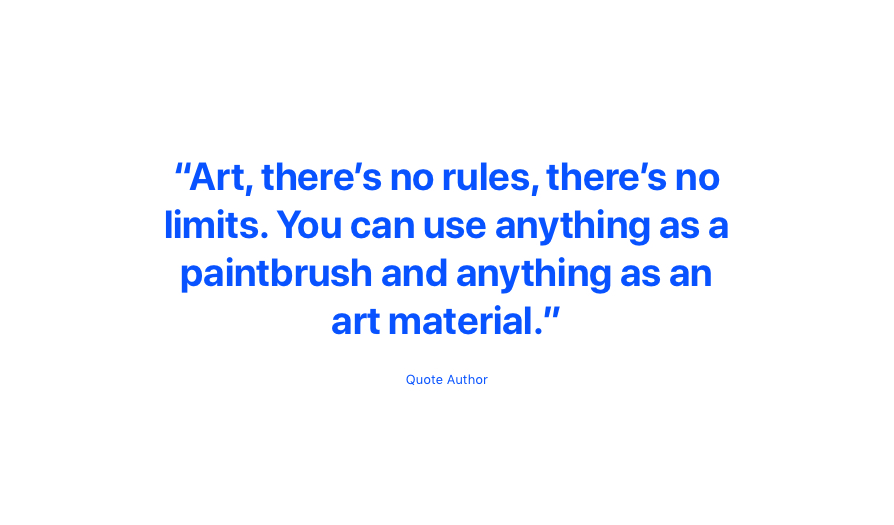 “Art, there’s no rules, there’s no
limits. You can use anything as a
paintbrush and anything as an
art material.”
Quote Author